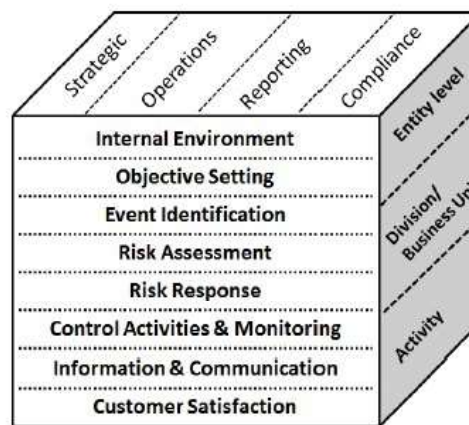 Strategic
Operations
Reporting
Compliance
Internal Environment
Objective Setting
Event Identification
Risk Assessment
Risk Response
Control Activities & Monitoring
Information & Communication
Customer Satisfaction
Entity level
Division/
Business
Activity